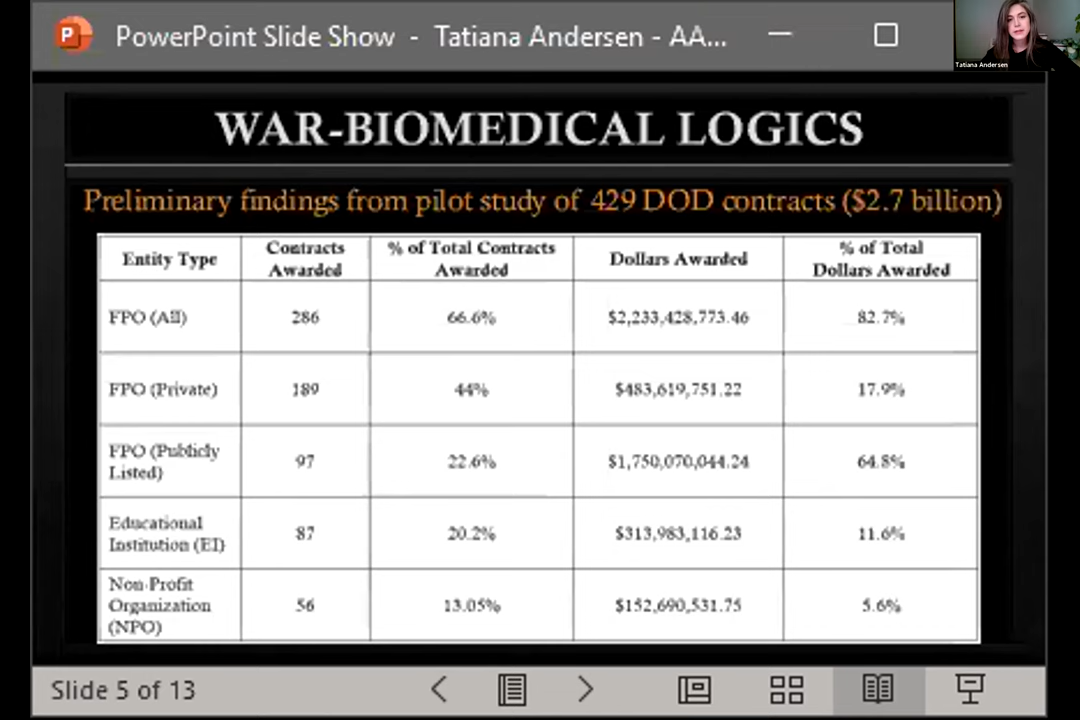 PowerPoint Slide Show - Tatiana Andersen - AA...
Tatiana Andersen
WAR-BIOMEDICAL LOGICS
Preliminary findings from pilot study of 429 DOD contracts ($2.7 billion)
Entity Type | Contracts Awarded | % of Total Contracts Awarded | Dollars Awarded | % of Total Dollars Awarded
FPO (All) | 286 | 66.6% | $2,233,428,773.46 | 82.7%
FPO (Private) | 189 | 44% | $483,619,751.22 | 17.9%
FPO (Publicly Listed) | 97 | 22.6% | $1,750,070,044.24 | 64.8%
Educational Institution (EI) | 87 | 20.2% | $313,983,116.23 | 11.6%
Non-Profit Organization (NPO) | 56 | 13.05% | $152,690,531.75 | 5.6%
Slide 5 of 13